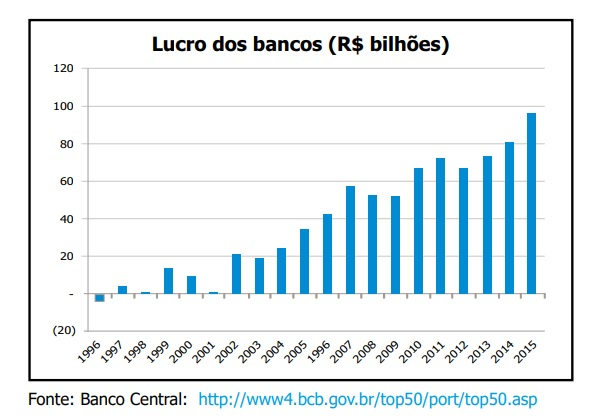 Lucro dos bancos (R$ bilhões)
120
100
80
60
40
20
-
(20)
1996 1997 1998 1999 2000 2001 2002 2003 2004 2005 1996 2007 2008 2009 2010 2011 2012 2013 2014 2015
Fonte: Banco Central: http://www4.bcb.gov.br/top50/port/top50.asp